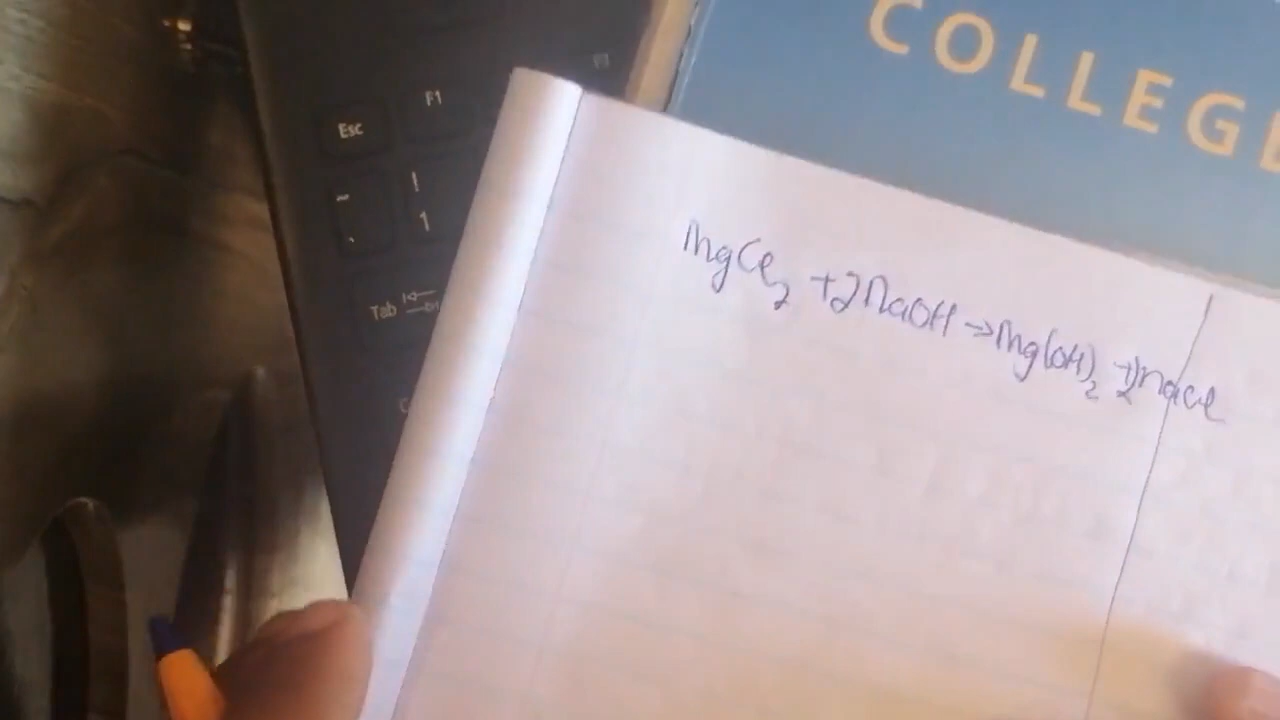 COLLEGE
F1
Esc
~
!
1
Tab
MgCl₂ + 2NaOH → Mg(OH)₂ + 2NaCl